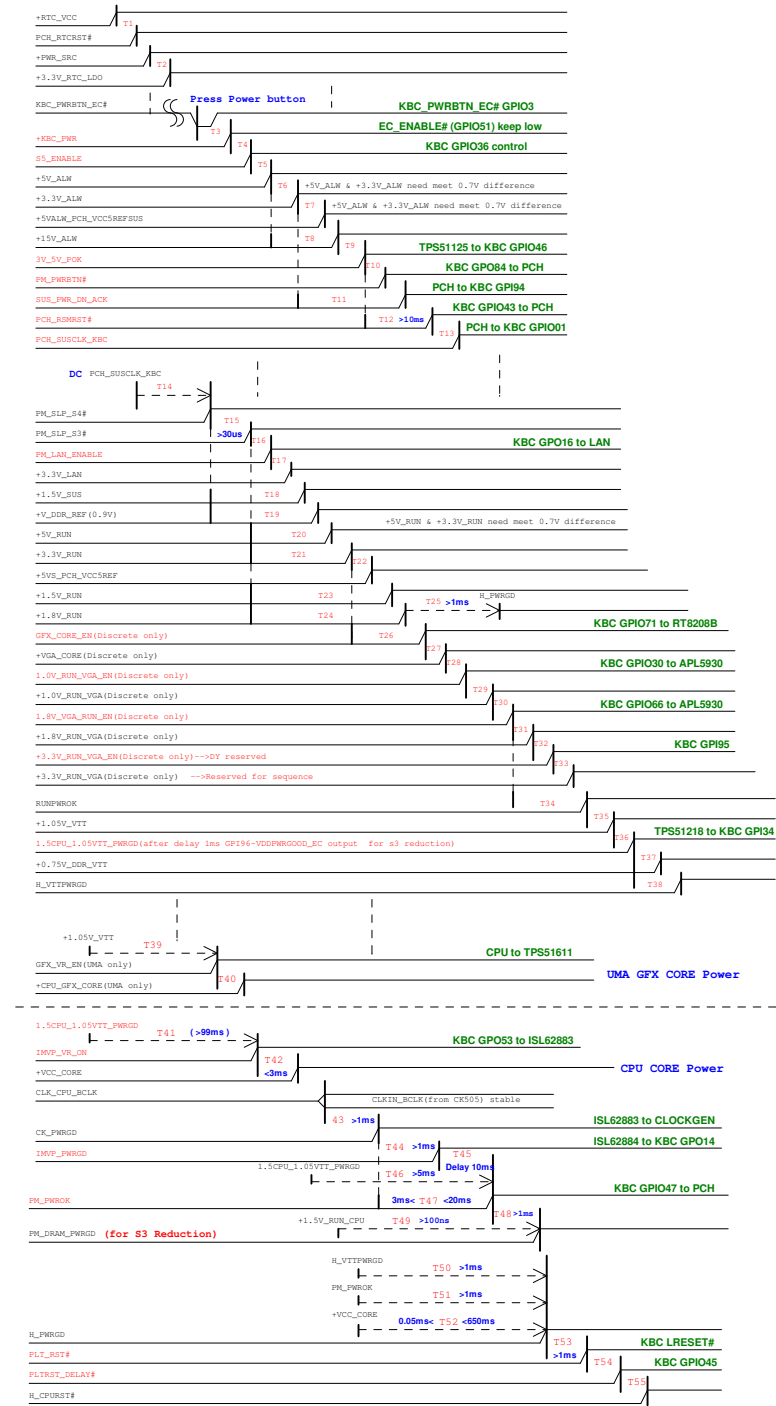 +RTC_VCC
T1
PCH_RTCRST#
+PWR_SRC
T2
+3.3V_RTC_LDO
KBC_PWRBTN_EC#
Press Power button
KBC_PWRBTN_EC# GPIO3
T3
EC_ENABLE# (GPIO51) keep low
+KBC_PWR
T4
KBC GPIO36 control
S5_ENABLE
T5
+5V_ALW
T6
+5V_ALW & +3.3V_ALW need meet 0.7V difference
+3.3V_ALW
T7
+5V_ALW & +3.3V_ALW need meet 0.7V difference
+5VALW_PCH_VCC5REFSUS
T8
+15V_ALW
T9
TPS51125 to KBC GPIO46
3V_5V_POK
T10
KBC GPO84 to PCH
PM_PWRBTN#
PCH to KBC GPI94
SUS_PWR_DN_ACK
T11
KBC GPIO43 to PCH
PCH_RSMRST#
T12 >10ms
PCH to KBC GPIO01
T13
PCH_SUSCLK_KBC
DC PCH_SUSCLK_KBC
T14
PM_SLP_S4#
T15
PM_SLP_S3#
>30us
T16
KBC GPO16 to LAN
PM_LAN_ENABLE
T17
+3.3V_LAN
+1.5V_SUS
T18
+V_DDR_REF(0.9V)
T19
+5V_RUN & +3.3V_RUN need meet 0.7V difference
+5V_RUN
T20
+3.3V_RUN
T21
T22
+5VS_PCH_VCC5REF
+1.5V_RUN
T23
T25 >1ms
H_PWRGD
+1.8V_RUN
T24
KBC GPIO71 to RT8208B
GFX_CORE_EN(Discrete only)
T26
T27
+VGA_CORE(Discrete only)
T28
KBC GPIO30 to APL5930
1.0V_RUN_VGA_EN(Discrete only)
T29
+1.0V_RUN_VGA(Discrete only)
T30
KBC GPIO66 to APL5930
1.8V_VGA_RUN_EN(Discrete only)
T31
+1.8V_RUN_VGA(Discrete only)
T32
KBC GPI95
+3.3V_RUN_VGA_EN(Discrete only)-->DY reserved
T33
+3.3V_RUN_VGA(Discrete only) -->Reserved for sequence
RUNPWROK
T34
T35
+1.05V_VTT
T36
TPS51218 to KBC GPI34
1.5CPU_1.05VTT_PWRGD(after delay 1ms GPI96-VDDPWRGOOD_EC output for s3 reduction)
T37
+0.75V_DDR_VTT
H_VTTPWRGD
T38
+1.05V_VTT
T39
CPU to TPS51611
GFX_VR_EN(UMA only)
T40
UMA GFX CORE Power
+CPU_GFX_CORE(UMA only)
1.5CPU_1.05VTT_PWRGD
T41 (>99ms)
KBC GPO53 to ISL62883
IMVP_VR_ON
T42
CPU CORE Power
+VCC_CORE
<3ms
CLK_CPU_BCLK
CLKIN_BCLK(from CK505) stable
43 >1ms
ISL62883 to CLOCKGEN
CK_PWRGD
T44 >1ms
ISL62884 to KBC GPO14
IMVP_PWRGD
T45
1.5CPU_1.05VTT_PWRGD
Delay 10ms
T46 >5ms
KBC GPIO47 to PCH
PM_PWROK
3ms< T47 <20ms
T48 >1ms
+1.5V_RUN_CPU
T49 >100ns
PM_DRAM_PWRGD (for S3 Reduction)
H_VTTPWRGD
T50 >1ms
PM_PWROK
T51 >1ms
+VCC_CORE
0.05ms< T52 <650ms
H_PWRGD
T53
KBC LRESET#
PLT_RST#
>1ms
T54
KBC GPIO45
PLTRST_DELAY#
T55
H_CPURST#